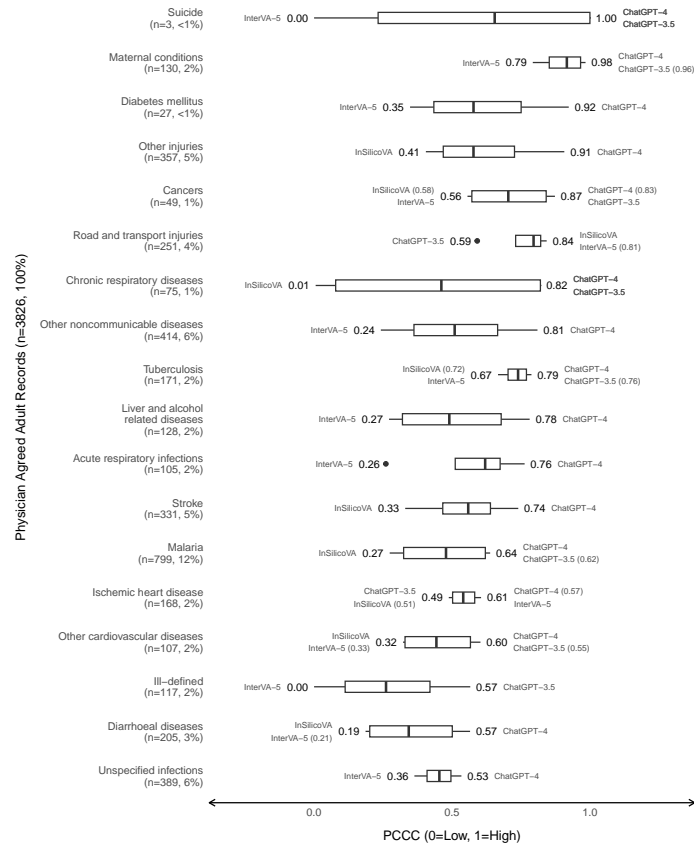 Suicide
(n=3, <1%)
InterVA−5 0.00
1.00 ChatGPT−4
ChatGPT−3.5
Maternal conditions
(n=130, 2%)
InterVA−5 0.79
0.98 ChatGPT−4
ChatGPT−3.5 (0.96)
Diabetes mellitus
(n=27, <1%)
InterVA−5 0.35
0.92 ChatGPT−4
Other injuries
(n=357, 5%)
InSilicoVA 0.41
0.91 ChatGPT−4
Cancers
(n=49, 1%)
InSilicoVA (0.58)
InterVA−5 0.56
0.87 ChatGPT−4 (0.83)
ChatGPT−3.5
Road and transport injuries
(n=251, 4%)
ChatGPT−3.5 0.59
0.84 InSilicoVA
InterVA−5 (0.81)
Chronic respiratory diseases
(n=75, 1%)
InSilicoVA 0.01
0.82 ChatGPT−4
ChatGPT−3.5
Other noncommunicable diseases
(n=414, 6%)
InterVA−5 0.24
0.81 ChatGPT−4
Tuberculosis
(n=171, 2%)
InSilicoVA (0.72)
InterVA−5 0.67
0.79 ChatGPT−4
ChatGPT−3.5 (0.76)
Liver and alcohol
related diseases
(n=128, 2%)
InterVA−5 0.27
0.78 ChatGPT−4
Acute respiratory infections
(n=105, 2%)
InterVA−5 0.26
0.76 ChatGPT−4
Stroke
(n=331, 5%)
InSilicoVA 0.33
0.74 ChatGPT−4
Malaria
(n=799, 12%)
InSilicoVA 0.27
0.64 ChatGPT−4
ChatGPT−3.5 (0.62)
Ischemic heart disease
(n=168, 2%)
ChatGPT−3.5
InSilicoVA (0.51) 0.49
0.61 ChatGPT−4 (0.57)
InterVA−5
Other cardiovascular diseases
(n=107, 2%)
InSilicoVA
InterVA−5 (0.33) 0.32
0.60 ChatGPT−4
ChatGPT−3.5 (0.55)
Ill−defined
(n=117, 2%)
InterVA−5 0.00
0.57 ChatGPT−3.5
Diarrhoeal diseases
(n=205, 3%)
InSilicoVA
InterVA−5 (0.21) 0.19
0.57 ChatGPT−4
Unspecified infections
(n=389, 6%)
InterVA−5 0.36
0.53 ChatGPT−4
Physician Agreed Adult Records (n=3826, 100%)
0.0 0.5 1.0
PCCC (0=Low, 1=High)